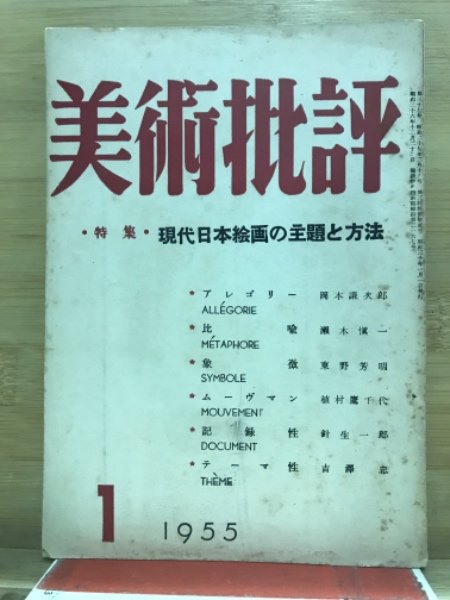 美術批評
・特集・現代日本絵画の主題と方法
★アレゴリー 岡本謙次郎
ALLÉGORIE
★比喩 瀬木慎一
MÉTAPHORE
★象徴 東野芳明
SYMBOLE
★ムーヴマン 植村鷹千代
MOUVEMENT
★記録性 針生一郎
DOCUMENT
★テーマ性 吉澤忠
THÈME
1
1955